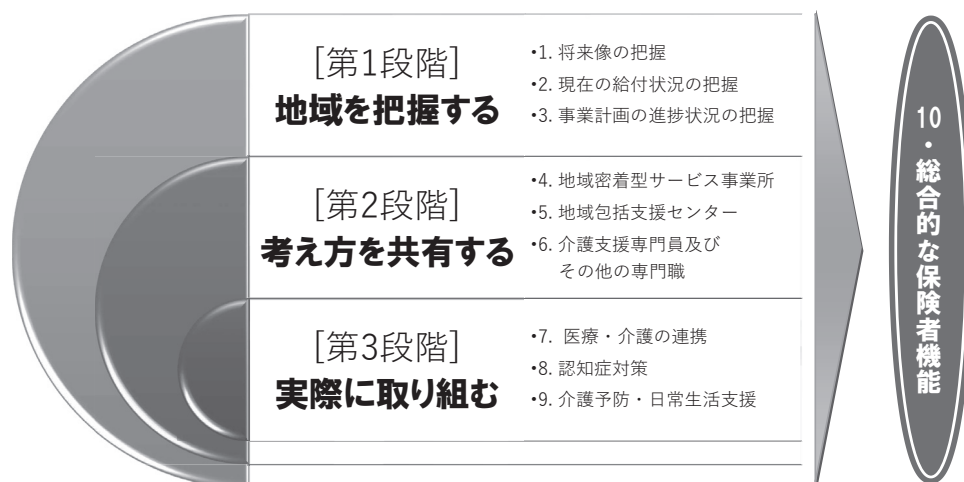 [第1段階]
地域を把握する
•1. 将来像の把握
•2. 現在の給付状況の把握
•3. 事業計画の進捗状況の把握
[第2段階]
考え方を共有する
•4. 地域密着型サービス事業所
•5. 地域包括支援センター
•6. 介護支援専門員及び
その他の専門職
[第3段階]
実際に取り組む
•7. 医療・介護の連携
•8. 認知症対策
•9. 介護予防・日常生活支援
10・総合的な保険者機能